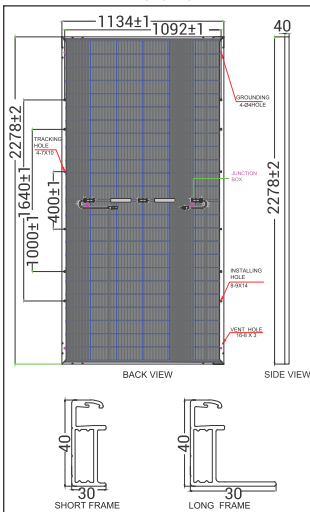 1134±1
1092±1
40
GROUNDING
4-Ø4HOLE
2278±2
TRACKING
HOLE
4-7X10
1640±1
1000±1
400±1
JUNCTION
BOX
2278±2
INSTALLING
HOLE
8-9X14
VENT HOLE
16-8 X 3
BACK VIEW
SIDE VIEW
40
30
SHORT FRAME
40
30
LONG FRAME